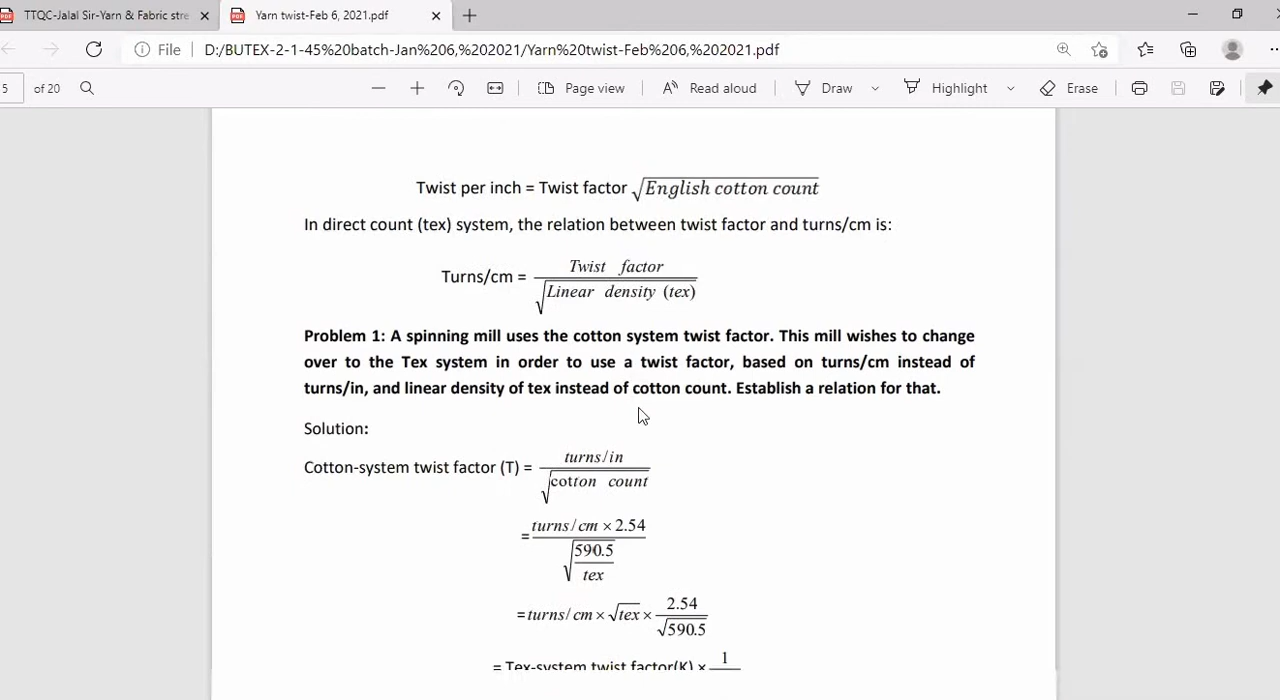 TTQC-Jalal Sir-Yarn & Fabric stre
Yarn twist-Feb 6, 2021.pdf
File
D:/BUTEX-2-1-45%20batch-Jan%206,%202021/Yarn%20twist-Feb%206,%202021.pdf
5 of 20
Page view
Read aloud
Draw
Highlight
Erase
Twist per inch = Twist factor √English cotton count
In direct count (tex) system, the relation between twist factor and turns/cm is:
Turns/cm = Twist factor / √Linear density (tex)
Problem 1: A spinning mill uses the cotton system twist factor. This mill wishes to change
over to the Tex system in order to use a twist factor, based on turns/cm instead of
turns/in, and linear density of tex instead of cotton count. Establish a relation for that.
Solution:
Cotton-system twist factor (T) = turns/in / √cotton count
= turns/cm × 2.54 / √590.5/tex
= turns/cm × √tex × 2.54 / √590.5
= Tex-system twist factor(K) × 1